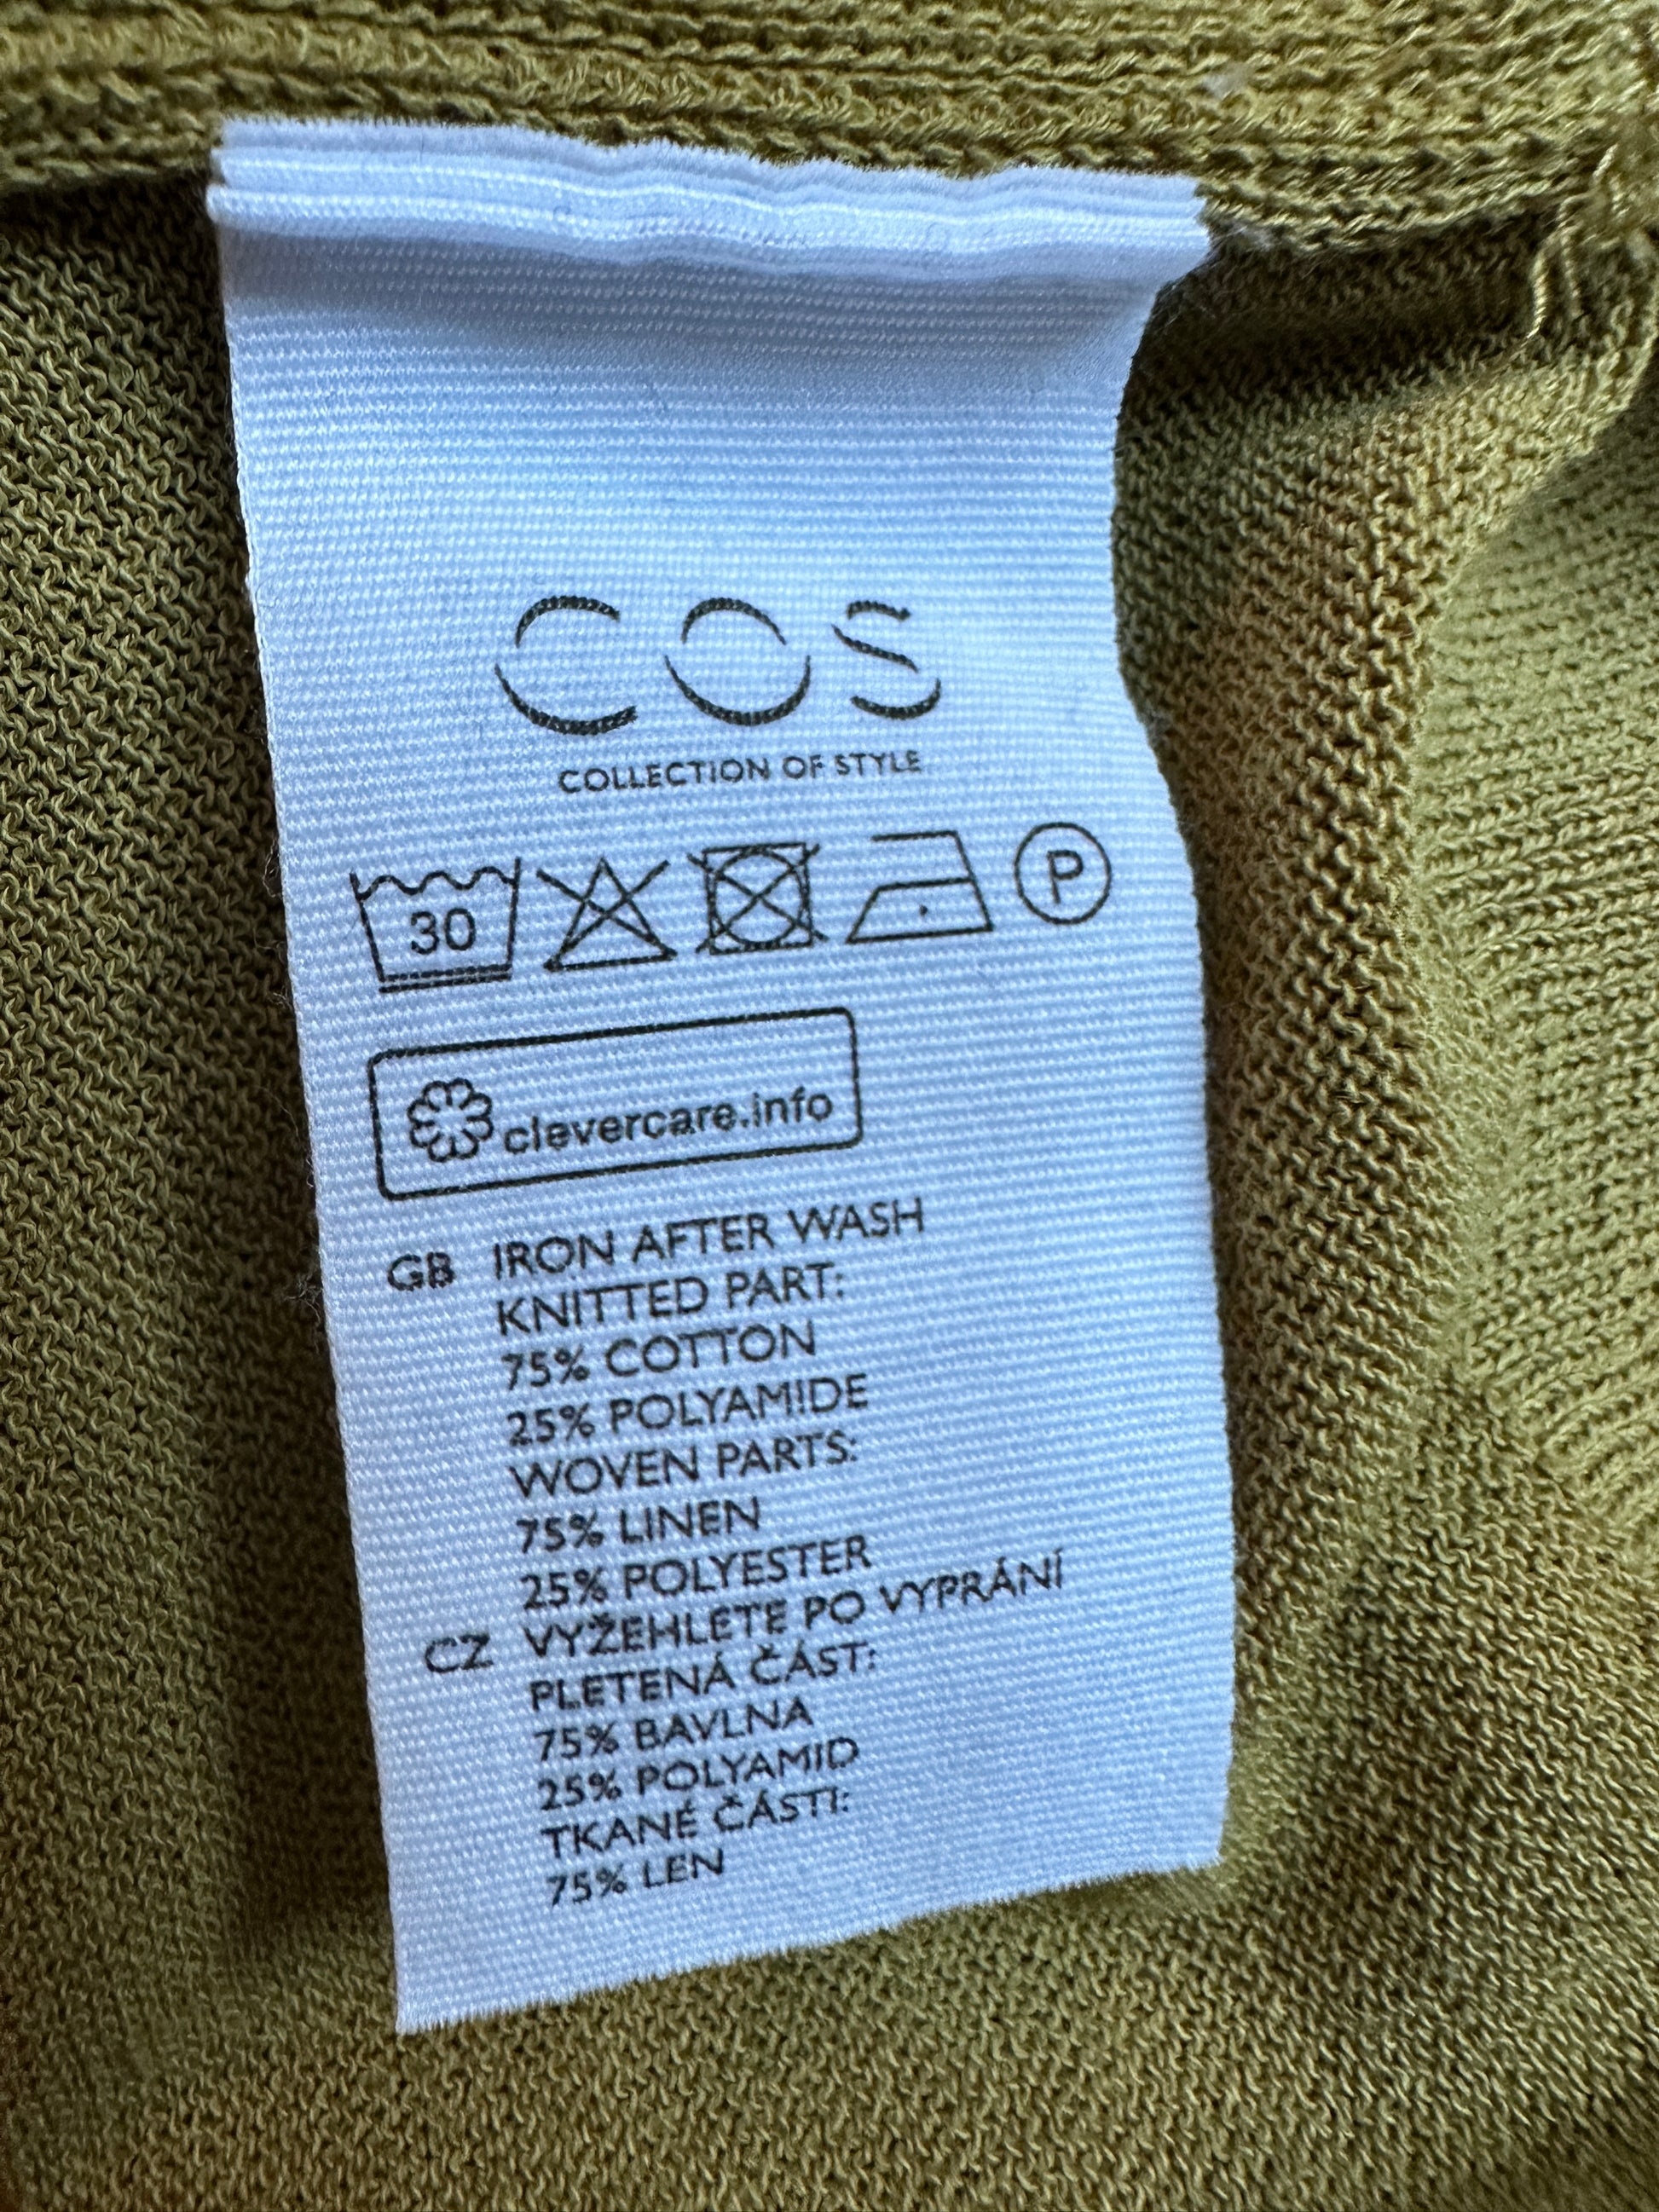 COS
COLLECTION OF STYLE
30 P
clevercare.info
GB IRON AFTER WASH
KNITTED PART:
75% COTTON
25% POLYAMIDE
WOVEN PARTS:
75% LINEN
25% POLYESTER
CZ VYŽEHLETE PO VYPRÁNÍ
PLETENÁ ČÁST:
75% BAVLNA
25% POLYAMID
TKANÉ ČÁSTI:
75% LEN